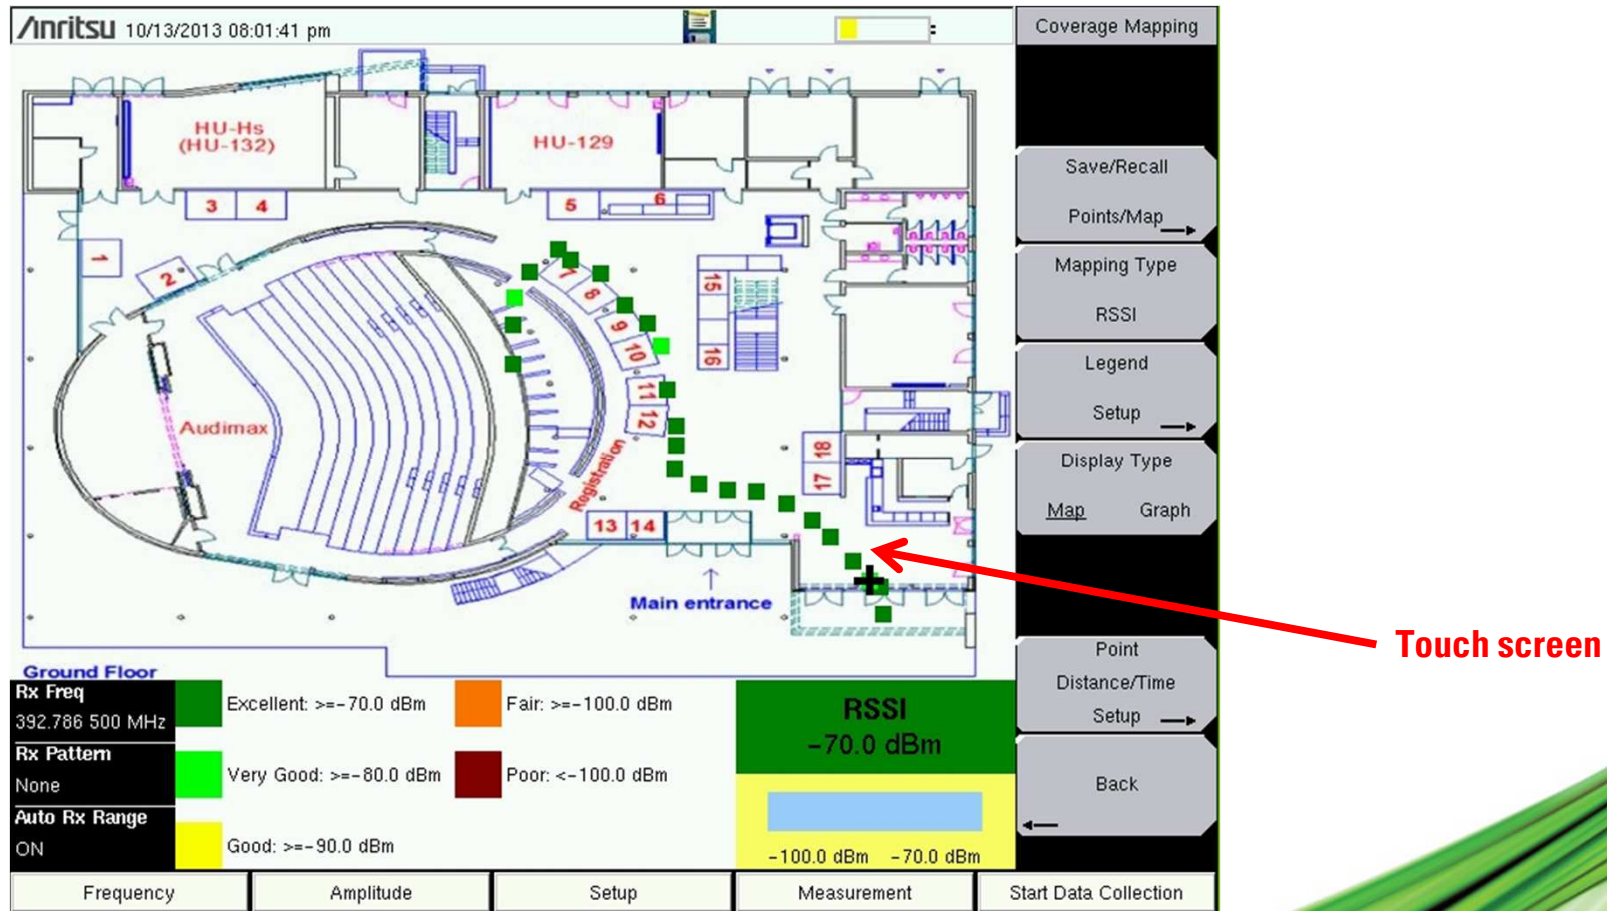 Anritsu 10/13/2013 08:01:41 pm
Coverage Mapping
HU-Hs
(HU-132)
HU-129
3 4
5
6
1
2
7
8
9
10
11
12
15
16
18
17
13 14
Audimax
Registration
Main entrance
Ground Floor
Save/Recall
Points/Map
Mapping Type
RSSI
Legend
Setup
Display Type
Map Graph
Point
Distance/Time
Setup
Back
Touch screen
Rx Freq
392.786 500 MHz
Rx Pattern
None
Auto Rx Range
ON
Excellent: >=-70.0 dBm
Very Good: >=-80.0 dBm
Good: >=-90.0 dBm
Fair: >=-100.0 dBm
Poor: <-100.0 dBm
RSSI
-70.0 dBm
-100.0 dBm -70.0 dBm
Frequency
Amplitude
Setup
Measurement
Start Data Collection